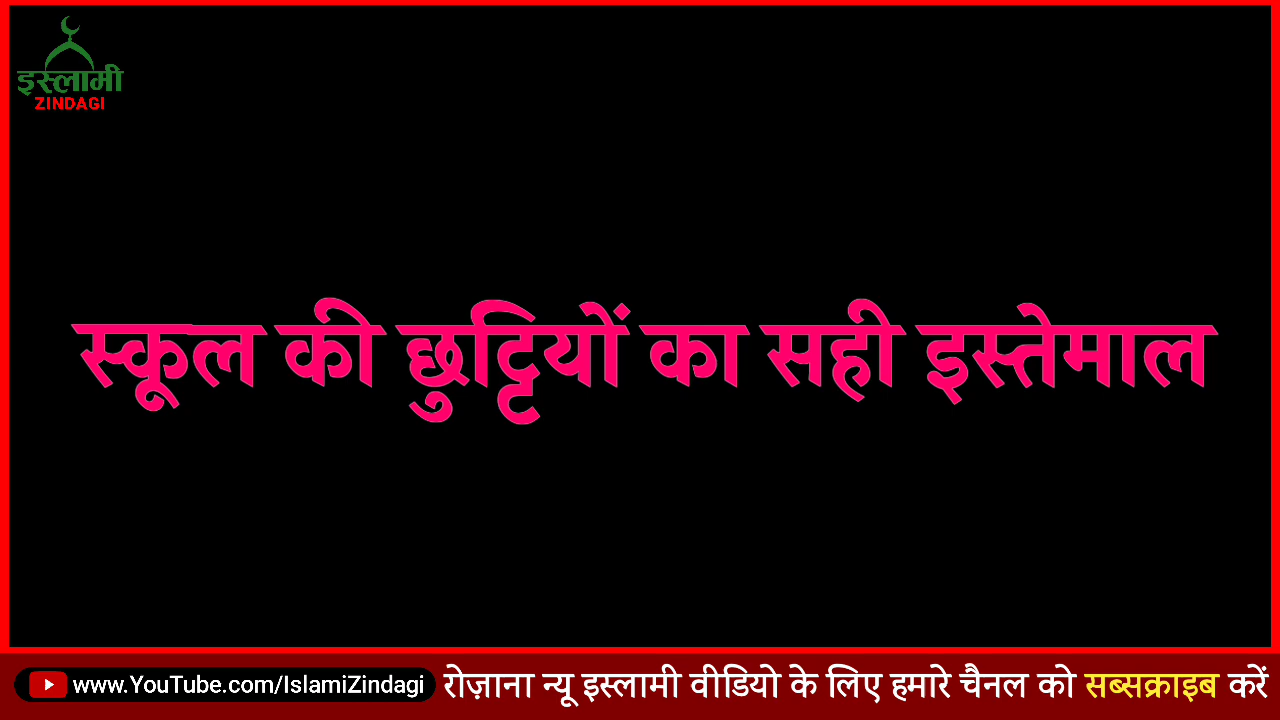 इस्लामी
ZINDAGI
स्कूल की छुट्टियों का सही इस्तेमाल
www.YouTube.com/IslamiZindagi रोज़ाना न्यू इस्लामी वीडियो के लिए हमारे चैनल को सब्सक्राइब करें